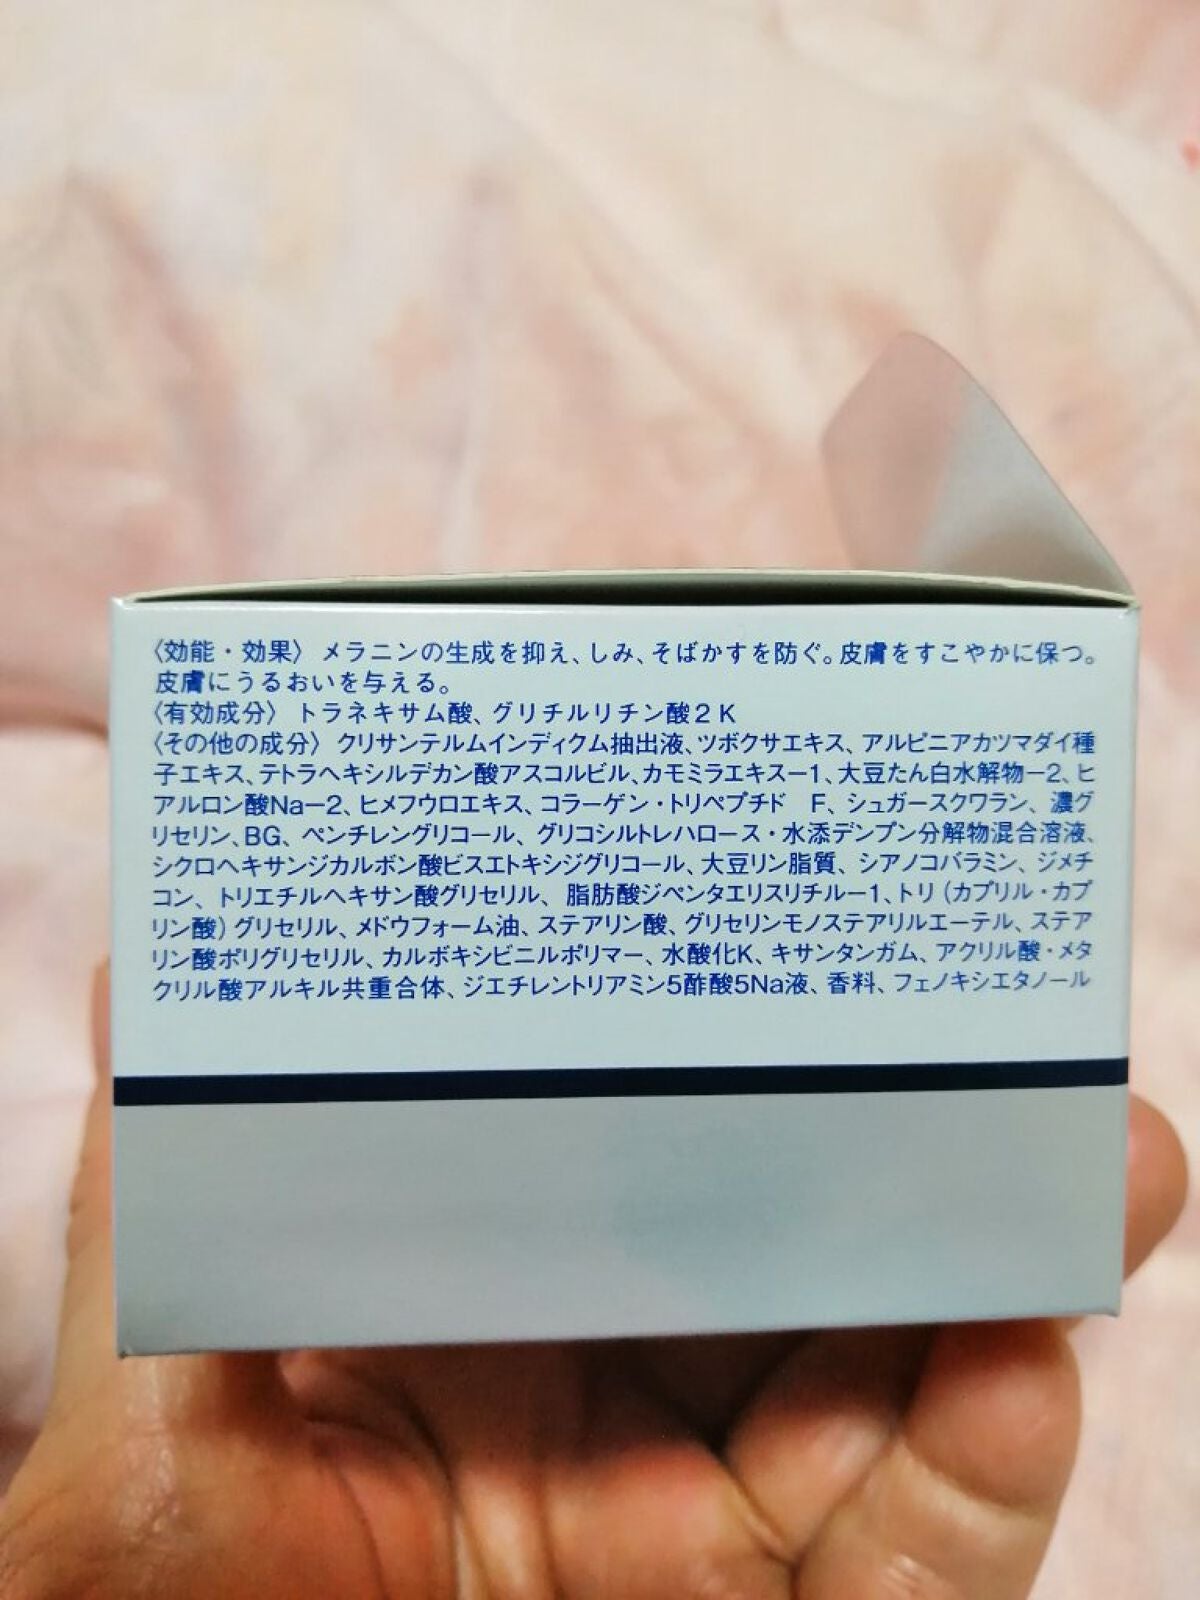 〈効能・効果〉 メラニンの生成を抑え、しみ、そばかすを防ぐ。皮膚をすこやかに保つ。
皮膚にうるおいを与える。
〈有効成分〉 トラネキサム酸、グリチルリチン酸2K
〈その他の成分〉 クリサンテルムインディクム抽出液、ツボクサエキス、アルピニアカツマダイ種
子エキス、テトラヘキシルデカン酸アスコルビル、カモミラエキスー1、大豆たん白水解物ー2、ヒ
アルロン酸Naー2、ヒメフウロエキス、コラーゲン・トリペプチド F、シュガースクワラン、濃グ
リセリン、BG、ペンチレングリコール、グリコシルトレハロース・水添デンプン分解物混合溶液、
シクロヘキサンジカルボン酸ビスエトキシジグリコール、大豆リン脂質、シアノコバラミン、ジメチ
コン、トリエチルヘキサン酸グリセリル、脂肪酸ジペンタエリスリチルー1、トリ(カプリル・カプ
リン酸)グリセリル、メドウフォーム油、ステアリン酸、グリセリンモノステアリルエーテル、ステア
リン酸ポリグリセリル、カルボキシビニルポリマー、水酸化K、キサンタンガム、アクリル酸・メタ
クリル酸アルキル共重合体、ジエチレントリアミン5酢酸5Na液、香料、フェノキシエタノール